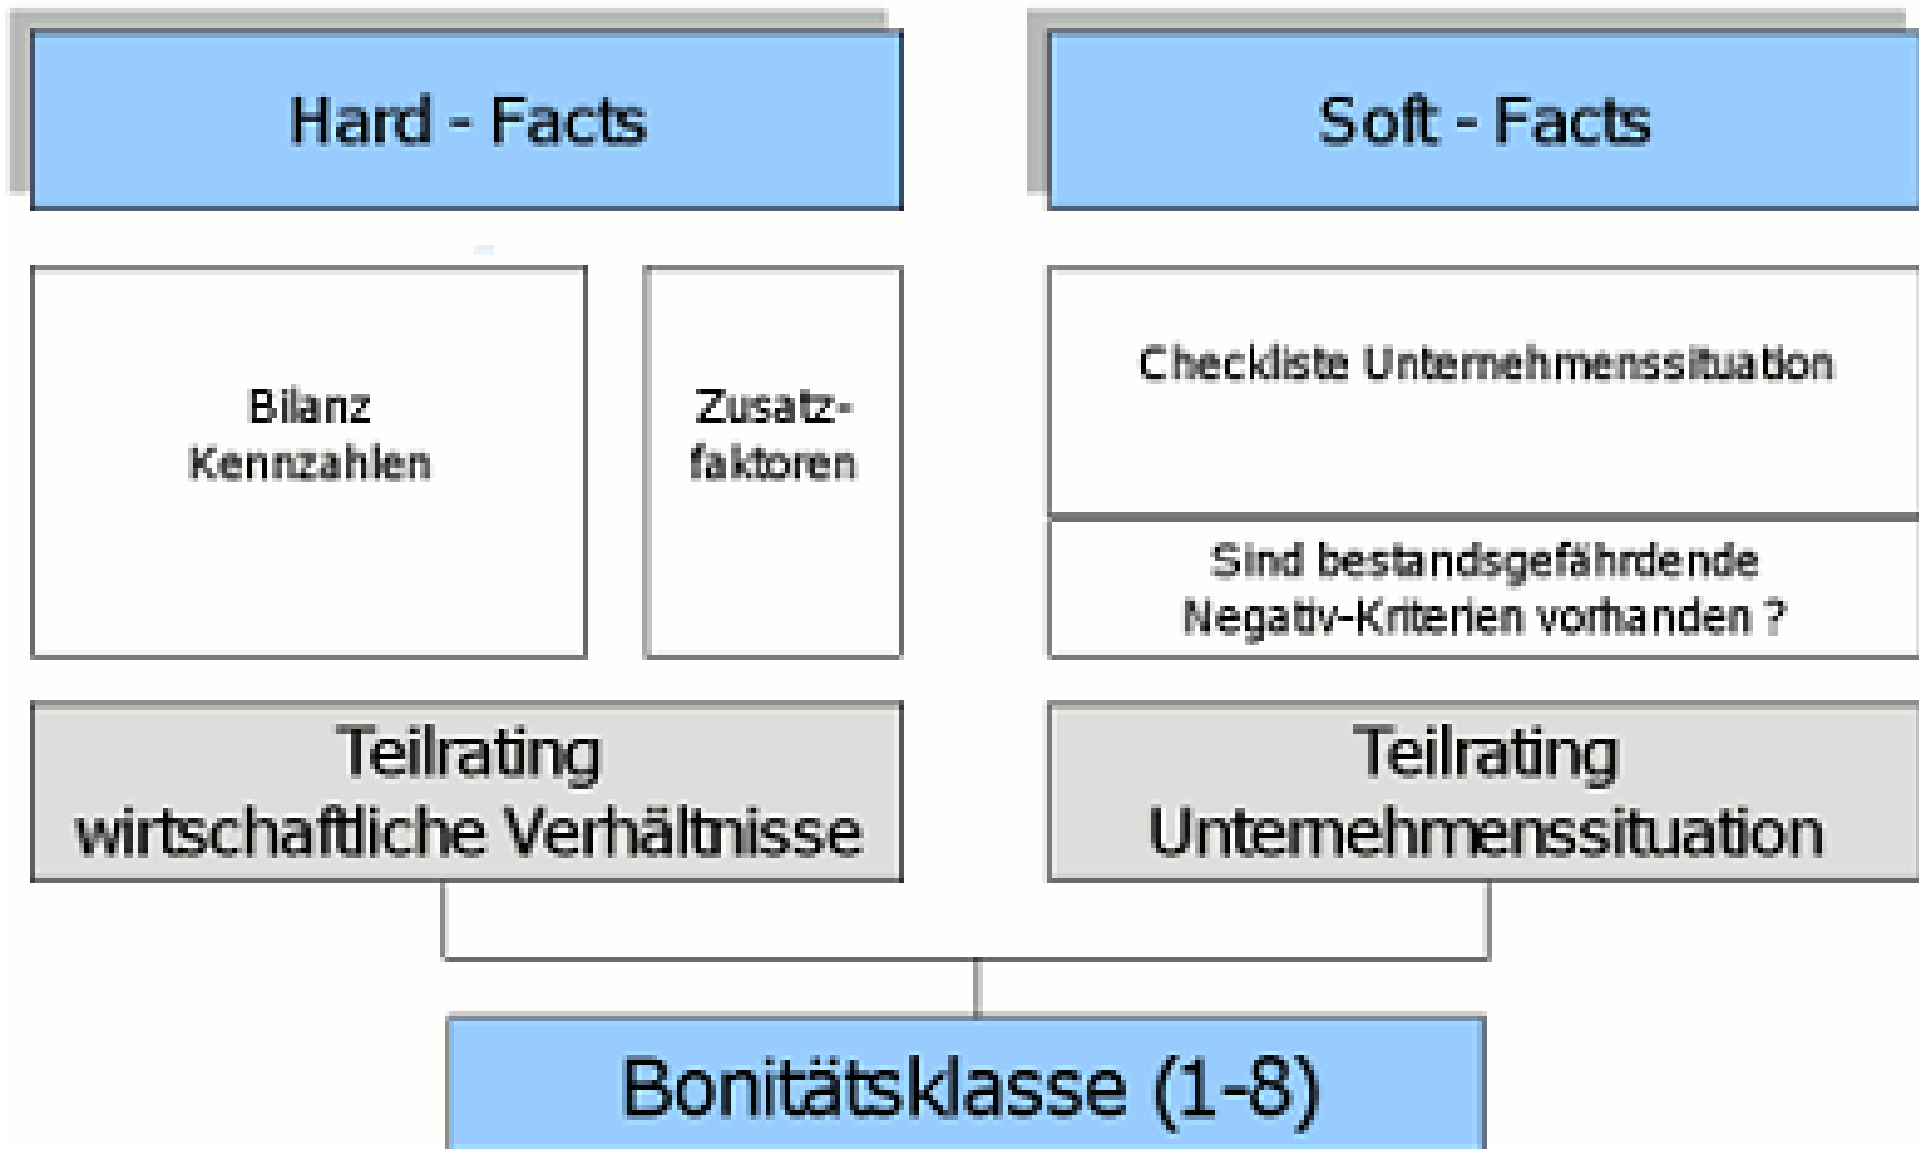 Hard - Facts
Soft - Facts
Bilanz
Kennzahlen
Zusatz-
faktoren
Checkliste Unternehmenssituation
Sind bestandsgefährdende
Negativ-Kriterien vorhanden ?
Teilrating
wirtschaftliche Verhältnisse
Teilrating
Unternehmenssituation
Bonitätsklasse (1-8)